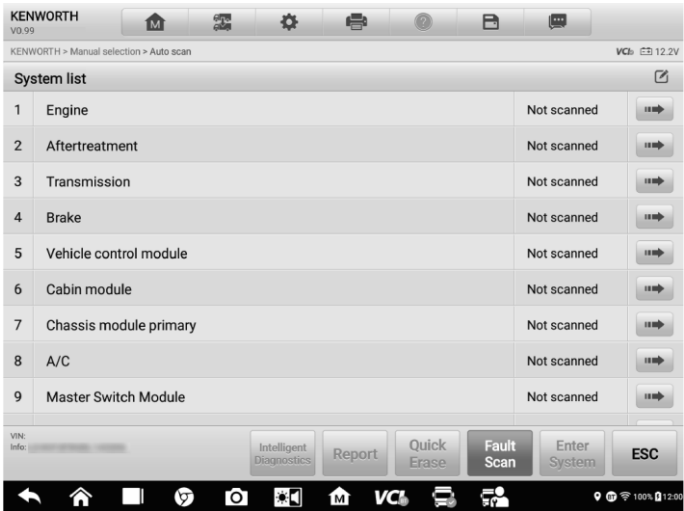 KENWORTH
V0.99
KENWORTH > Manual selection > Auto scan
VCI 12.2V
System list
1 Engine Not scanned
2 Aftertreatment Not scanned
3 Transmission Not scanned
4 Brake Not scanned
5 Vehicle control module Not scanned
6 Cabin module Not scanned
7 Chassis module primary Not scanned
8 A/C Not scanned
9 Master Switch Module Not scanned
VIN:
Info:
Intelligent
Diagnostics
Report
Quick
Erase
Fault
Scan
Enter
System
ESC
M VCI BT 100% 12:00